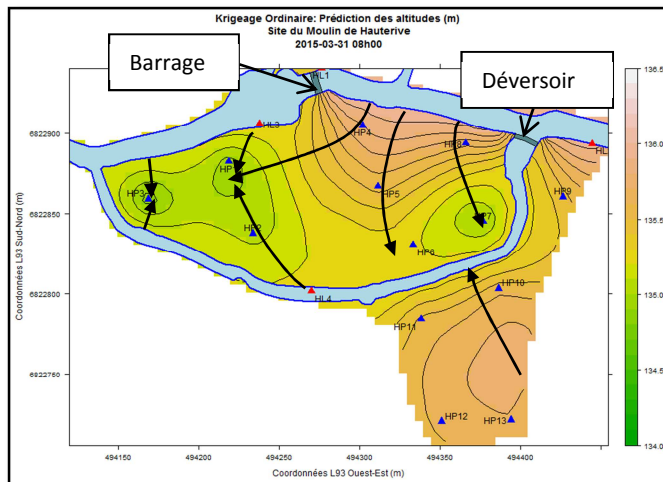 Krigeage Ordinaire: Prédiction des altitudes (m)
Site du Moulin de Hauterive
2015-03-31 08h00
Barrage
Déversoir
HL1
HL3
HP4
HP8
HL
HP
HP5
HP9
HP3
HP7
HP2
HP6
HP10
HL4
HP11
HP12
HP13
Coordonnées L93 Sud-Nord (m)
6822900
6822850
6822800
6922760
494150
494200
494250
494300
494350
494400
Coordonnées L93 Ouest-Est (m)
136.5
136.0
135.5
135.0
134.5
134.0